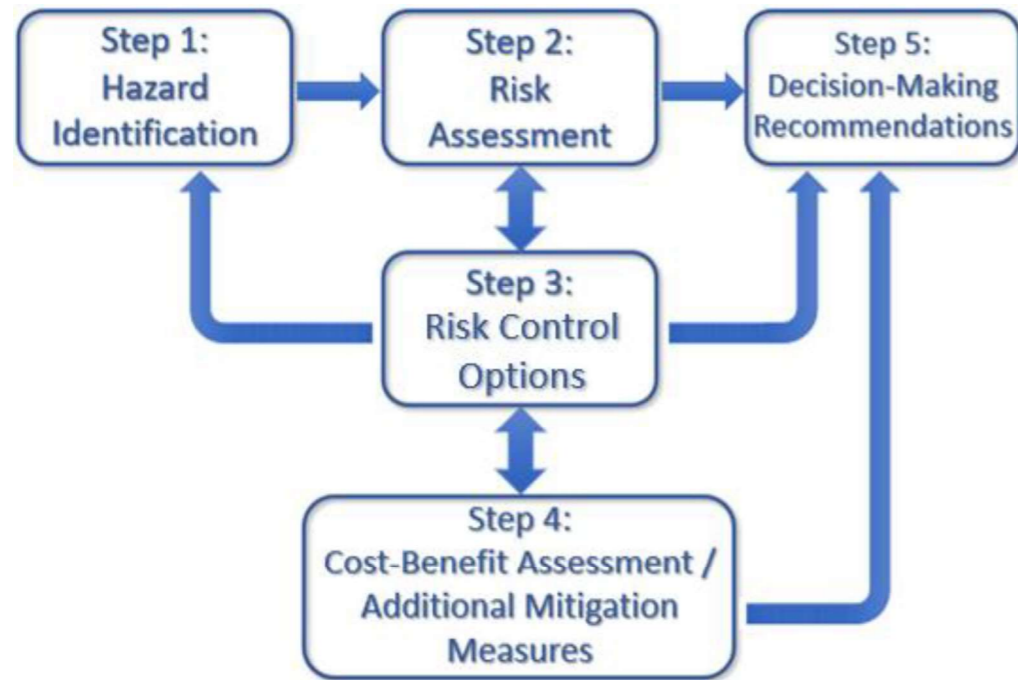 Step 1:
Hazard
Identification
Step 2:
Risk
Assessment
Step 5:
Decision-Making
Recommendations
Step 3:
Risk Control
Options
Step 4:
Cost-Benefit Assessment /
Additional Mitigation
Measures